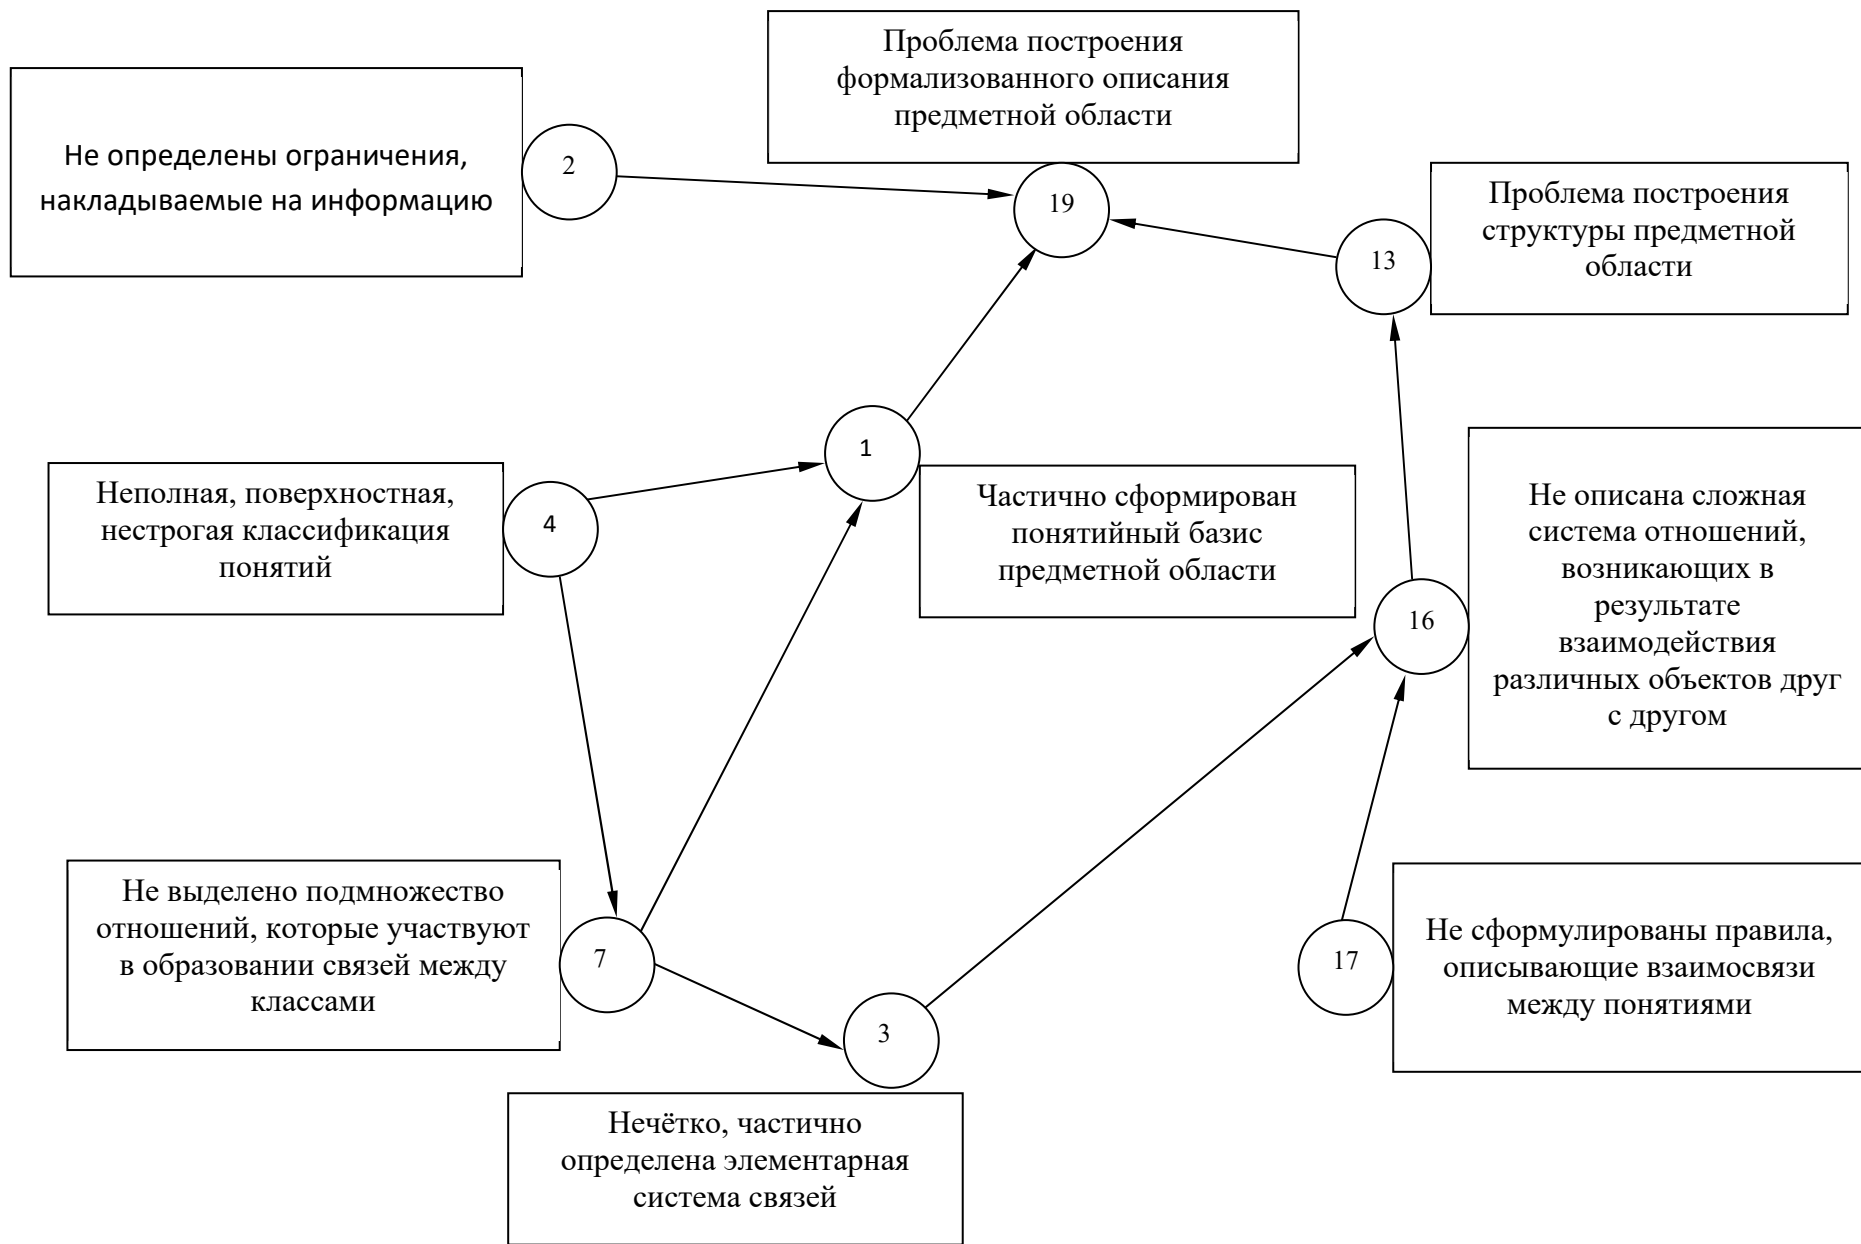 Проблема построения
формализованного описания
предметной области
Не определены ограничения,
накладываемые на информацию
2
19
Проблема построения
структуры предметной
области
13
1
Неполная, поверхностная,
нестрогая классификация
понятий
4
Частично сформирован
понятийный базис
предметной области
Не описана сложная
система отношений,
возникающих в
результате
взаимодействия
различных объектов друг
с другом
16
Не выделено подмножество
отношений, которые участвуют
в образовании связей между
классами
7
17
Не сформулированы правила,
описывающие взаимосвязи
между понятиями
3
Нечётко, частично
определена элементарная
система связей